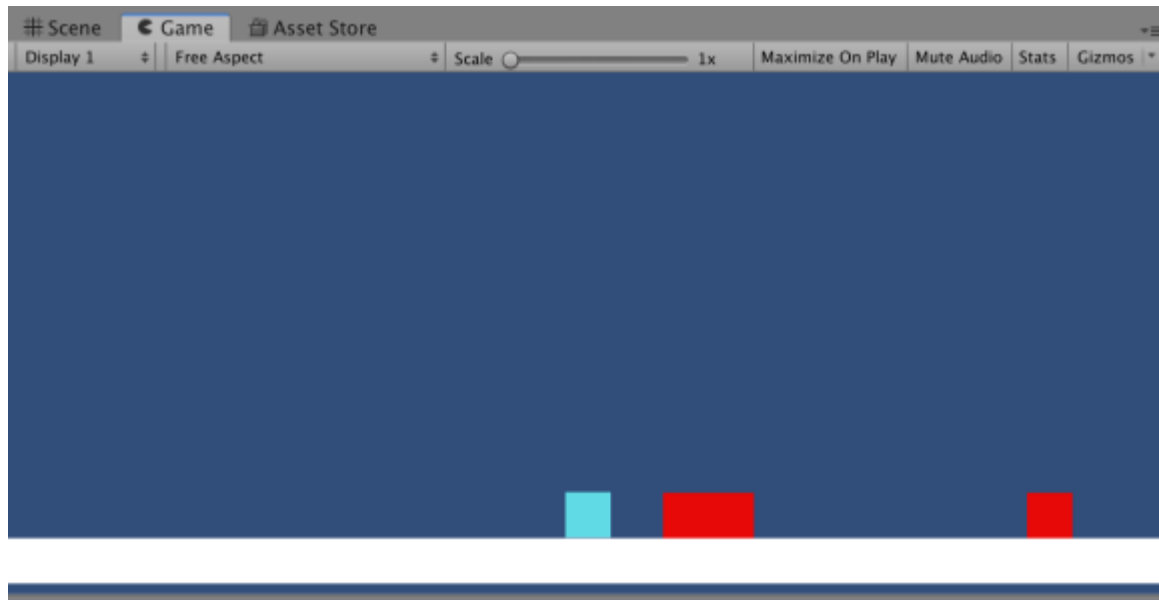 Scene Game Asset Store
Display 1 Free Aspect Scale 1x Maximize On Play Mute Audio Stats Gizmos